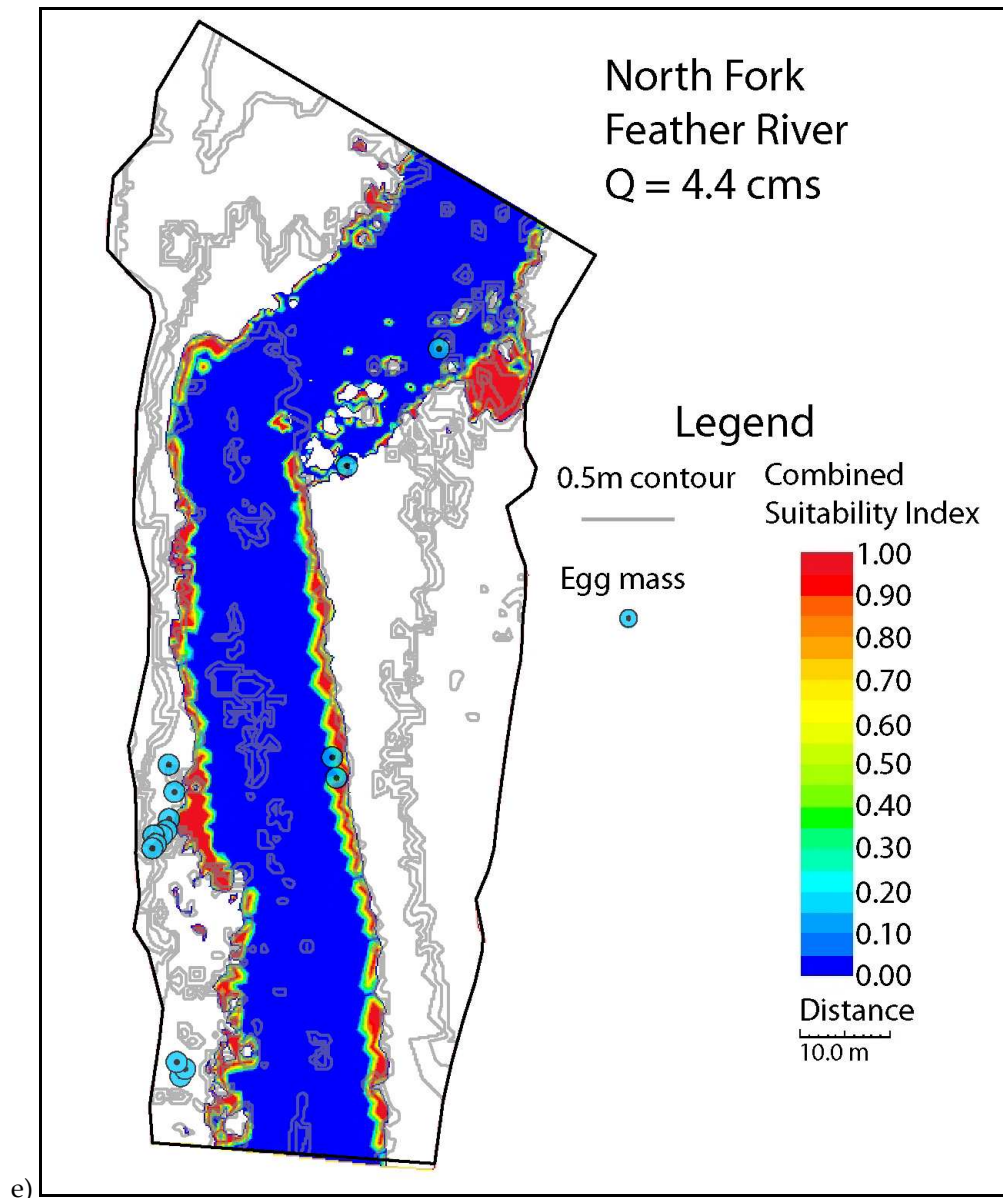 North Fork
Feather River
Q = 4.4 cms
Legend
0.5m contour
Combined
Suitability Index
Egg mass
1.00
0.90
0.80
0.70
0.60
0.50
0.40
0.30
0.20
0.10
0.00
Distance
10.0 m
e)